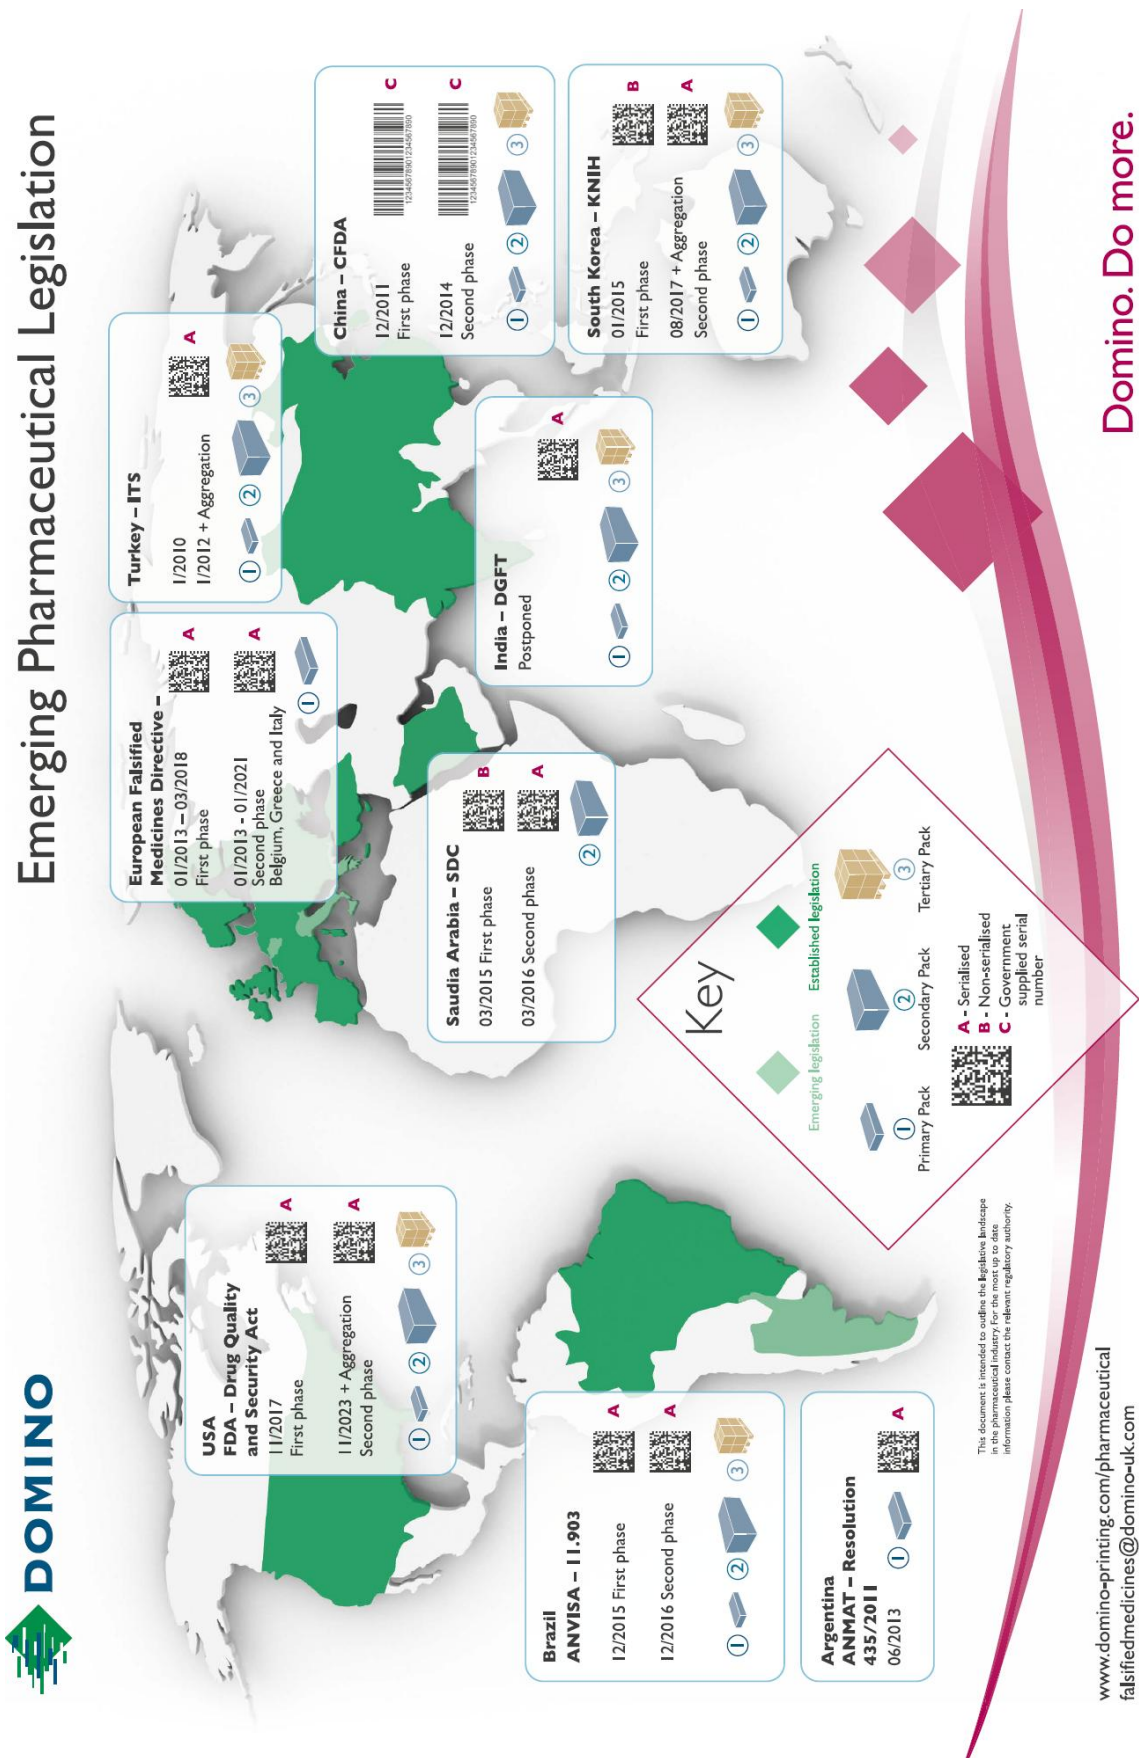 DOMINO
Emerging Pharmaceutical Legislation
USA
FDA – Drug Quality
and Security Act
11/2017
First phase
A
11/2023 + Aggregation
Second phase
A
1 2 3
European Falsified
Medicines Directive –
01/2013 – 03/2018
First phase
A
01/2013 - 01/2021
Second phase
Belgium, Greece and Italy
A
1
Turkey – ITS
1/2010
1/2012 + Aggregation
A
1 2 3
China – CFDA
12/2011
First phase
C
12345678901234567890
12/2014
Second phase
C
12345678901234567890
1 2 3
Brazil
ANVISA – 11.903
12/2015 First phase
A
12/2016 Second phase
A
1 2 3
Saudia Arabia – SDC
03/2015 First phase
B
03/2016 Second phase
A
2
India – DGFT
Postponed
A
1 2 3
South Korea – KNIH
01/2015
First phase
B
08/2017 + Aggregation
Second phase
A
1 2 3
Argentina
ANMAT – Resolution
435/2011
06/2013
1
A
Key
Emerging legislation
Established legislation
1 2 3
Primary Pack
Secondary Pack
Tertiary Pack
A - Serialised
B - Non-serialised
C - Government
supplied serial
number
This document is intended to outline the legislative landscape
in the pharmaceutical industry. For the most up to date
information please contact the relevant regulatory authority.
www.domino-printing.com/pharmaceutical
falsifiedmedicines@domino-uk.com
Domino. Do more.